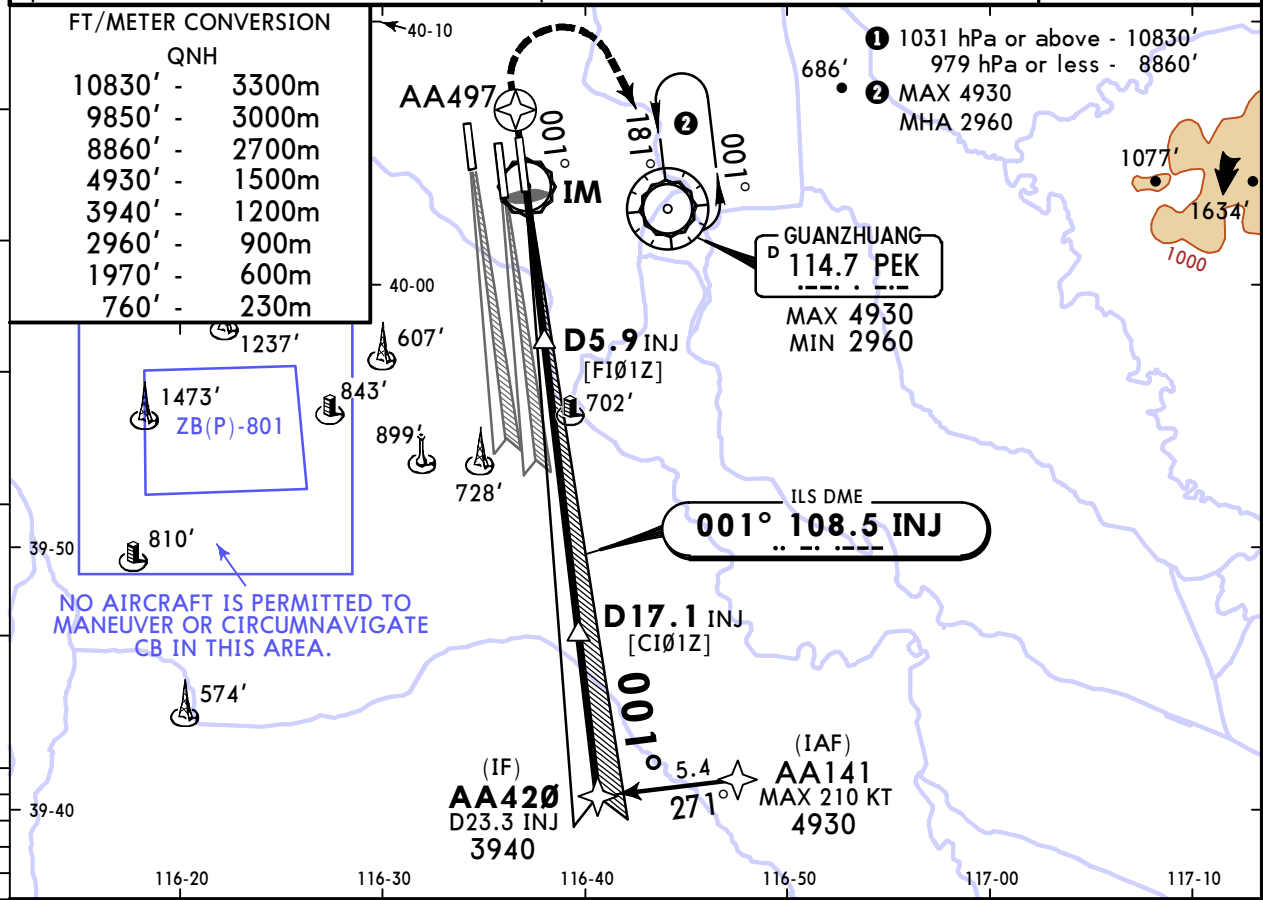 FT/METER CONVERSION
QNH
10830' - 3300m
9850' - 3000m
8860' - 2700m
4930' - 1500m
3940' - 1200m
2960' - 900m
1970' - 600m
760' - 230m
40-10
❶ 1031 hPa or above - 10830'
979 hPa or less - 8860'
❷ MAX 4930
MHA 2960
686'
AA497
001°
181°
❷
001°
IM
1077'
1634'
1000
GUANZHUANG
D 114.7 PEK
MAX 4930
MIN 2960
40-00
1237'
607'
D5.9 INJ
[FIØ1Z]
1473'
843'
702'
ZB(P)-801
899'
728'
ILS DME
001° 108.5 INJ
810'
39-50
NO AIRCRAFT IS PERMITTED TO
MANEUVER OR CIRCUMNAVIGATE
CB IN THIS AREA.
D17.1 INJ
[CIØ1Z]
001°
574'
(IF)
AA42Ø
D23.3 INJ
3940
5.4
271°
(IAF)
AA141
MAX 210 KT
4930
39-40
116-20
116-30
116-40
116-50
117-00
117-10